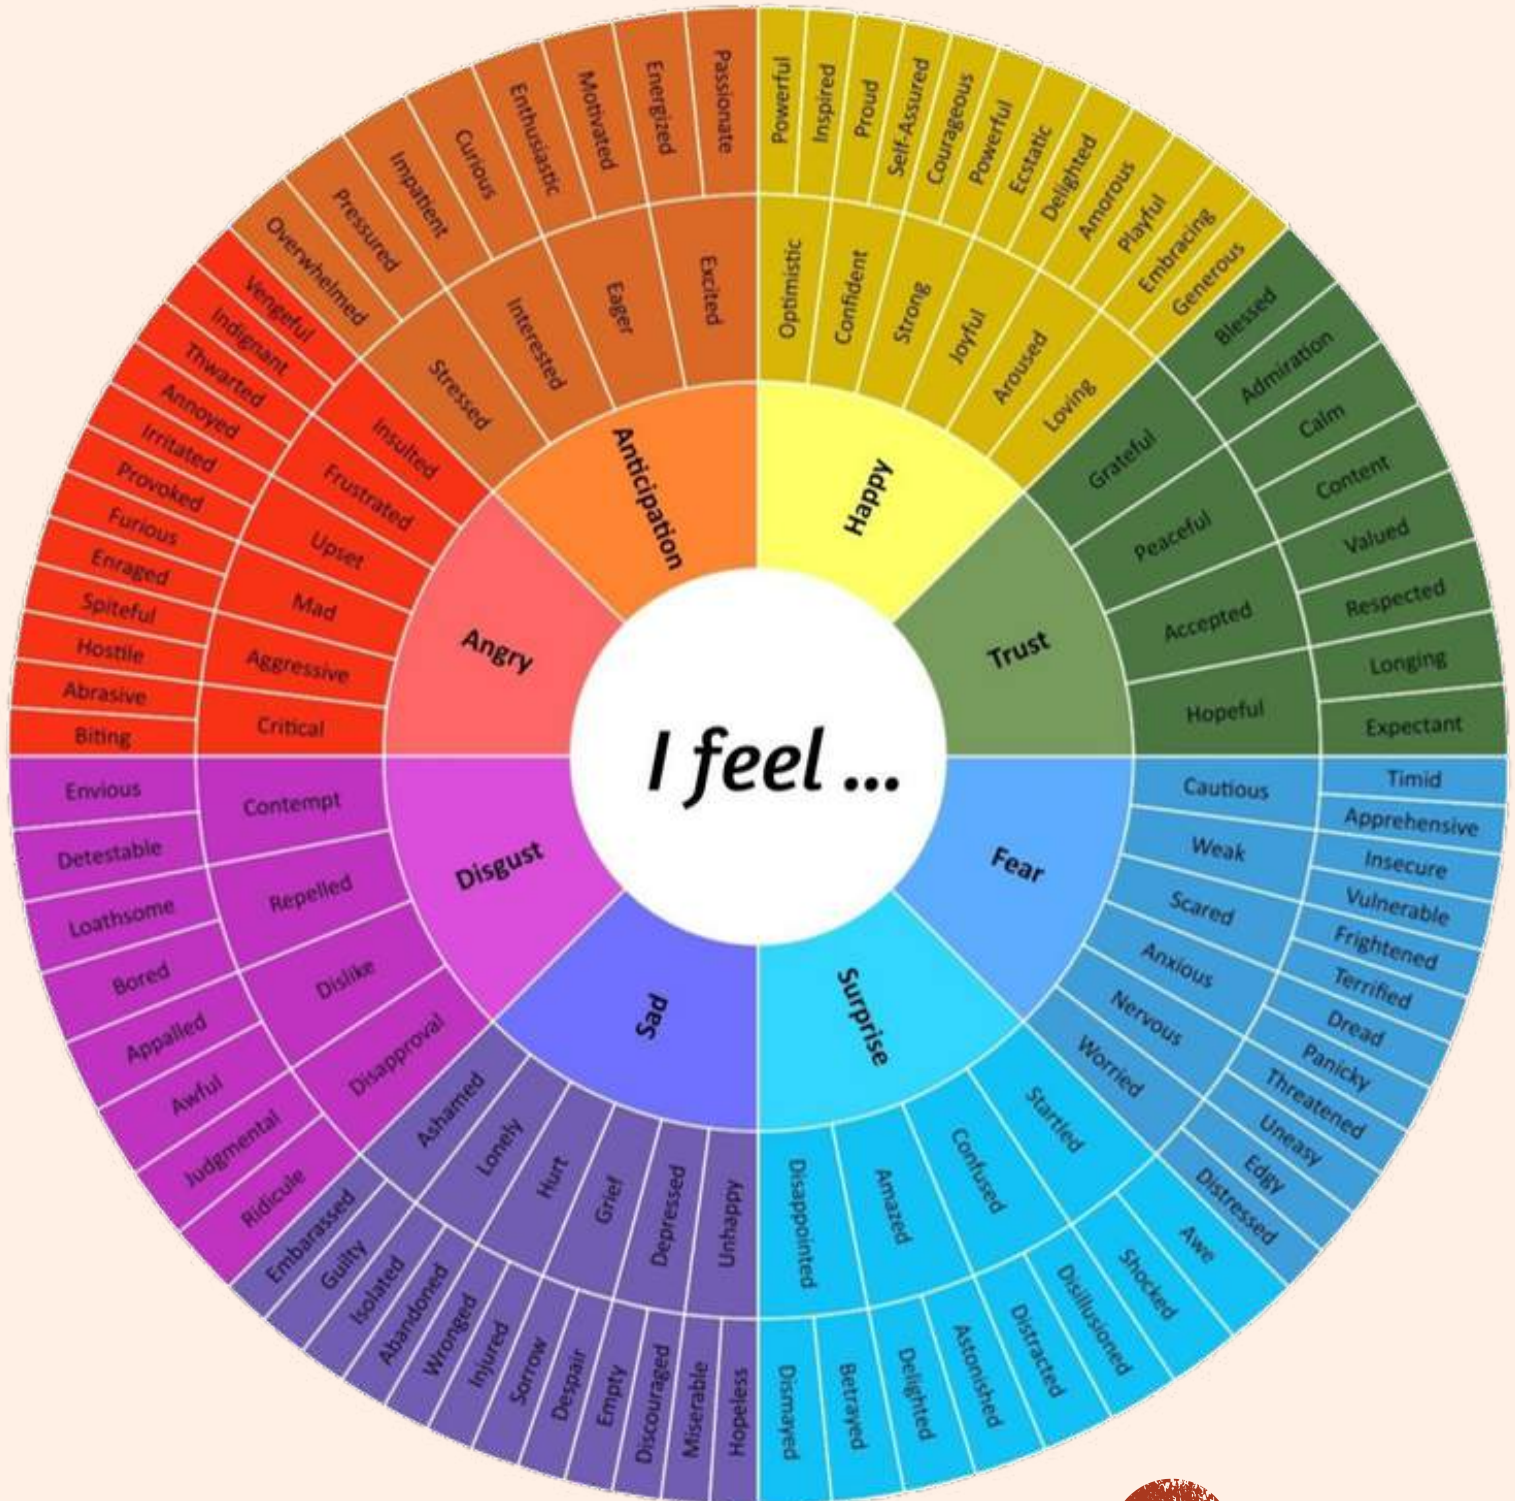 I feel ...
Happy
Optimistic
Powerful
Inspired
Confident
Proud
Self-Assured
Strong
Courageous
Powerful
Joyful
Ecstatic
Delighted
Aroused
Amorous
Playful
Loving
Embracing
Generous
Trust
Grateful
Blessed
Admiration
Peaceful
Calm
Content
Accepted
Valued
Respected
Hopeful
Longing
Expectant
Fear
Cautious
Timid
Apprehensive
Weak
Insecure
Vulnerable
Scared
Frightened
Terrified
Anxious
Dread
Panicky
Nervous
Threatened
Uneasy
Worried
Edgy
Distressed
Surprise
Startled
Awe
Shocked
Confused
Disillusioned
Distracted
Amazed
Astonished
Delighted
Disappointed
Betrayed
Dismayed
Sad
Unhappy
Hopeless
Miserable
Depressed
Discouraged
Empty
Grief
Despair
Sorrow
Hurt
Injured
Wronged
Lonely
Abandoned
Isolated
Ashamed
Guilty
Embarassed
Disgust
Disapproval
Ridicule
Judgmental
Dislike
Awful
Appalled
Repelled
Bored
Loathsome
Contempt
Detestable
Envious
Angry
Critical
Biting
Abrasive
Aggressive
Hostile
Spiteful
Mad
Enraged
Furious
Upset
Provoked
Irritated
Frustrated
Annoyed
Thwarted
Insulted
Indignant
Vengeful
Anticipation
Stressed
Overwhelmed
Pressured
Interested
Impatient
Curious
Eager
Enthusiastic
Motivated
Excited
Energized
Passionate